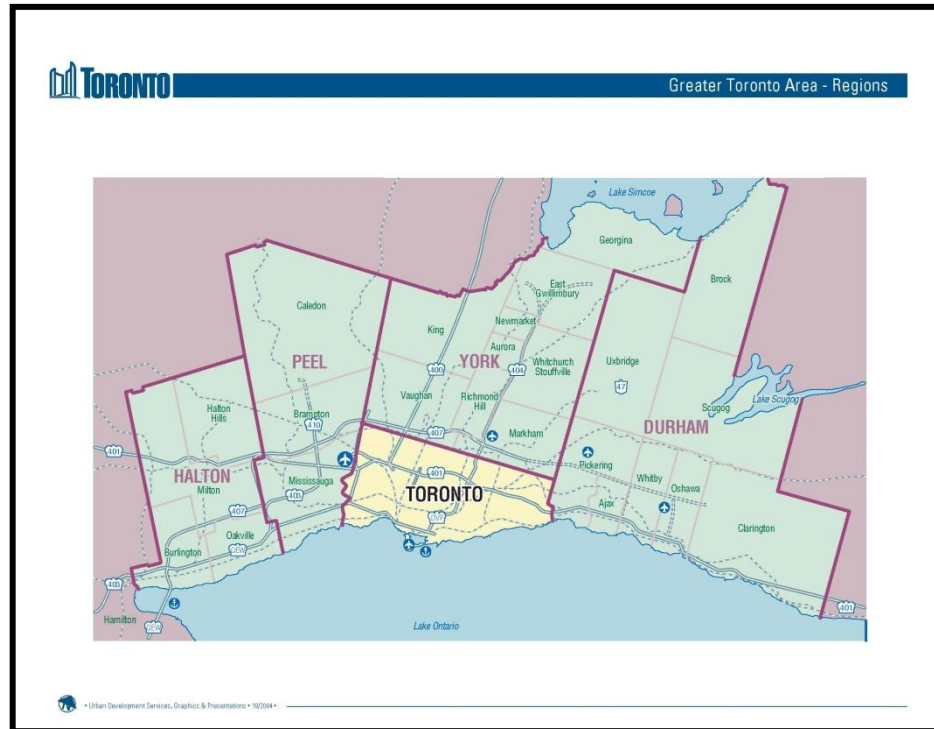 TORONTO
Greater Toronto Area - Regions
Lake Simcoe
Georgina
Brock
East
Gwillimbury
Caledon
King
Newmarket
Aurora
YORK
Whitchurch
Stouffville
Uxbridge
PEEL
400
404
47
Vaughan
Richmond
Hill
Scugog
Lake Scugog
Halton
Hills
Brampton
410
407
Markham
DURHAM
401
HALTON
Milton
Mississauga
403
401
TORONTO
Pickering
Whitby
Oshawa
Ajax
407
Oakville
QEW
DVP
Clarington
Burlington
403
401
Hamilton
QEW
Lake Ontario
• Urban Development Services, Graphics & Presentations • 10/2004 •